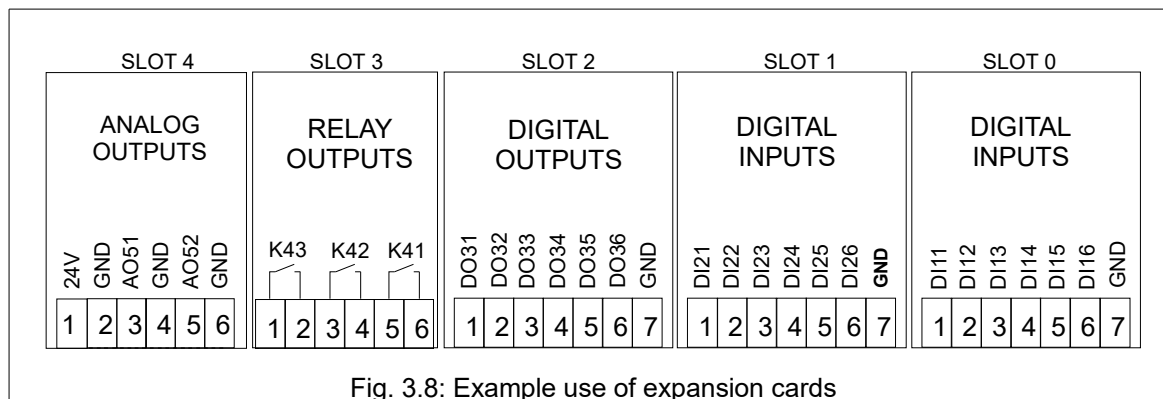 SLOT 4 SLOT 3 SLOT 2 SLOT 1 SLOT 0
ANALOG OUTPUTS
24V GND AO51 GND AO52 GND
1 2 3 4 5 6
RELAY OUTPUTS
K43 K42 K41
1 2 3 4 5 6
DIGITAL OUTPUTS
DO31 DO32 DO33 DO34 DO35 DO36 GND
1 2 3 4 5 6 7
DIGITAL INPUTS
DI21 DI22 DI23 DI24 DI25 DI26 GND
1 2 3 4 5 6 7
DIGITAL INPUTS
DI11 DI12 DI13 DI14 DI15 DI16 GND
1 2 3 4 5 6 7
Fig. 3.8: Example use of expansion cards